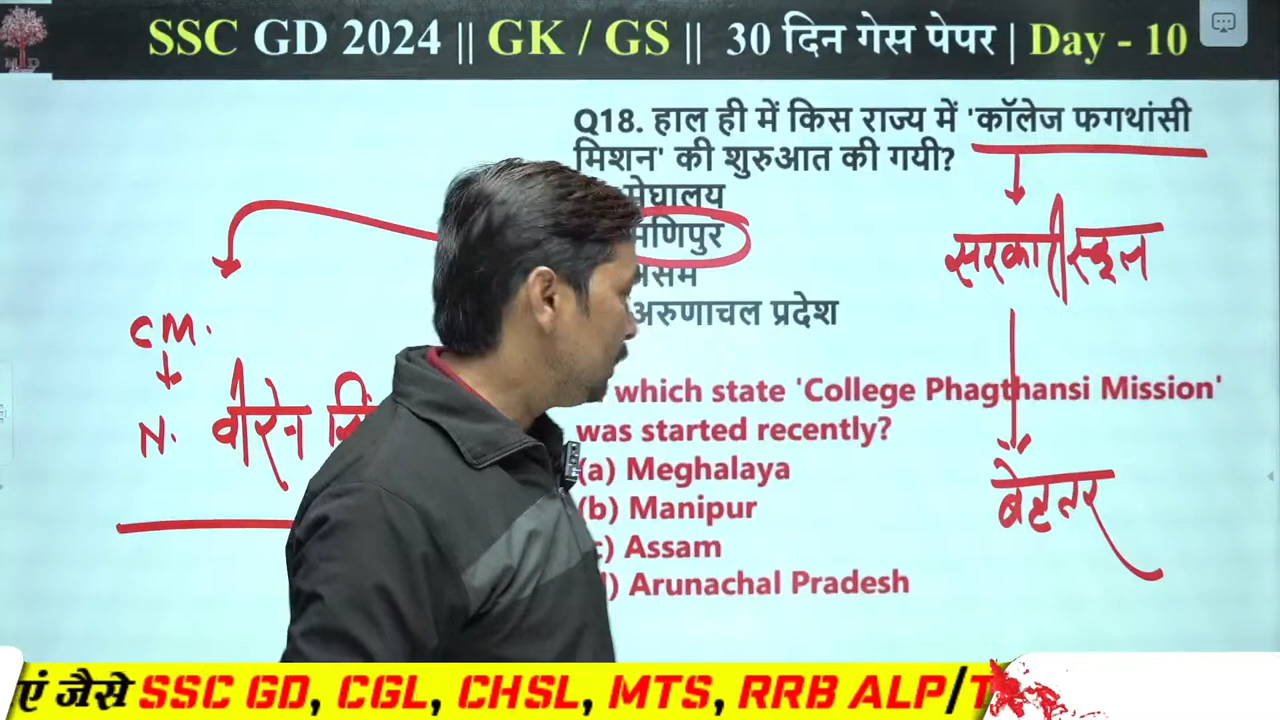 SSC GD 2024 || GK / GS || 30 दिन गेस पेपर | Day - 10
Q18. हाल ही में किस राज्य में 'कॉलेज फगथांसी
मिशन' की शुरुआत की गयी?
मेघालय
मणिपुर
असम
अरुणाचल प्रदेश
which state 'College Phagthansi Mission'
was started recently?
(a) Meghalaya
(b) Manipur
(c) Assam
(d) Arunachal Pradesh
CM.
N. वीरेन सिं
सरकारी स्कूल
बेहतर
एं जैसे SSC GD, CGL, CHSL, MTS, RRB ALP/T